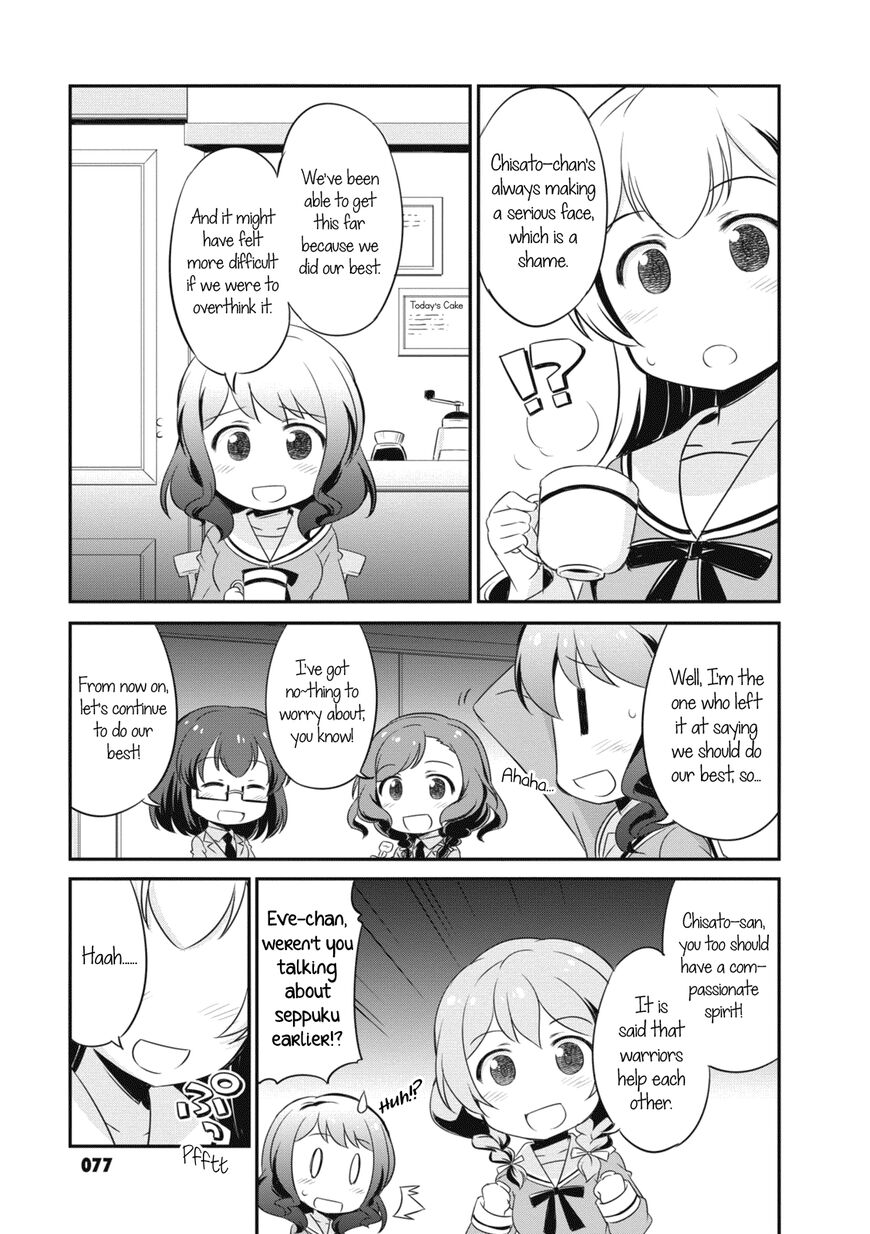 Chisato-chan's
always making
a serious face,
which is a
shame.
!?
We've been
able to get
this far
because we
did our best.
And it might
have felt
more difficult
if we were to
overthink it.
Today's Cake
Well, I'm the
one who left
it at saying
we should do
our best, so...
Ahaha...
I've got
no~thing to
worry about,
you know!
From now on,
let's continue
to do our
best!
Chisato-san,
you too should
have a com-
passionate
spirit!
It is
said that
warriors
help each
other.
Eve-chan,
weren't you
talking
about
seppuku
earlier!?
Huh!?
Haah......
ぷっ
Pfftt
077